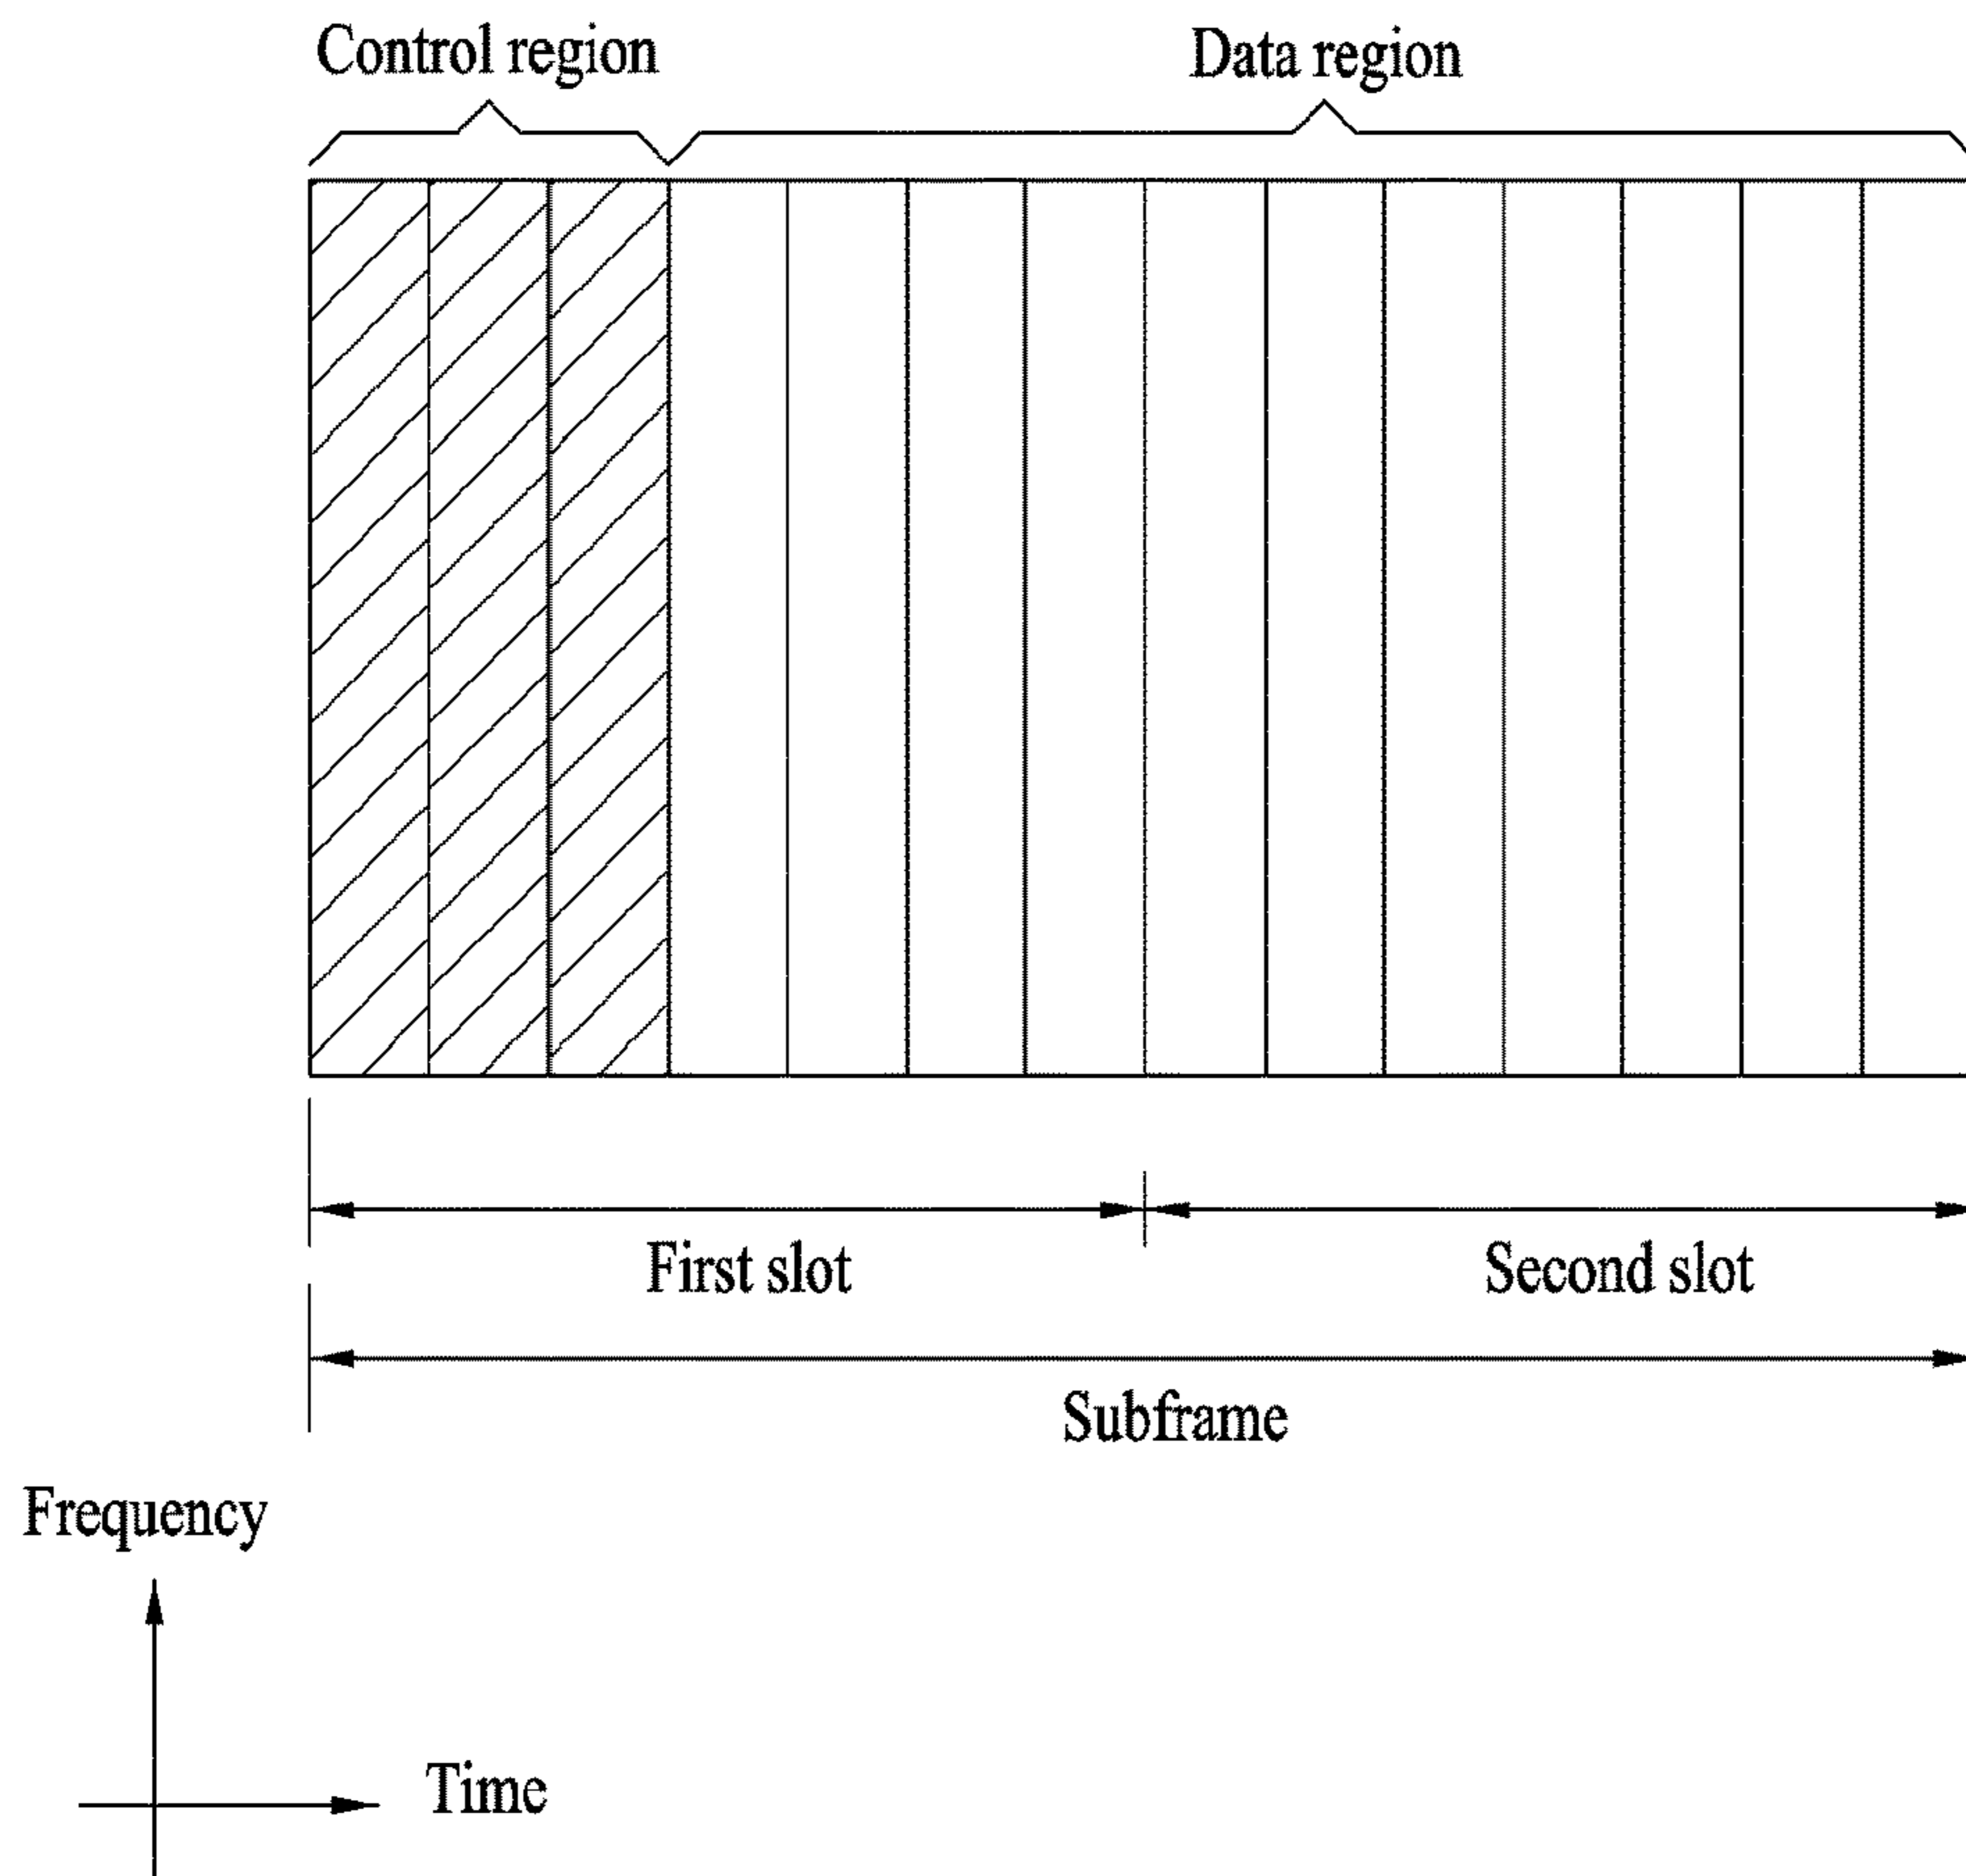 Control region
Data region
First slot
Second slot
Subframe
Frequency
Time